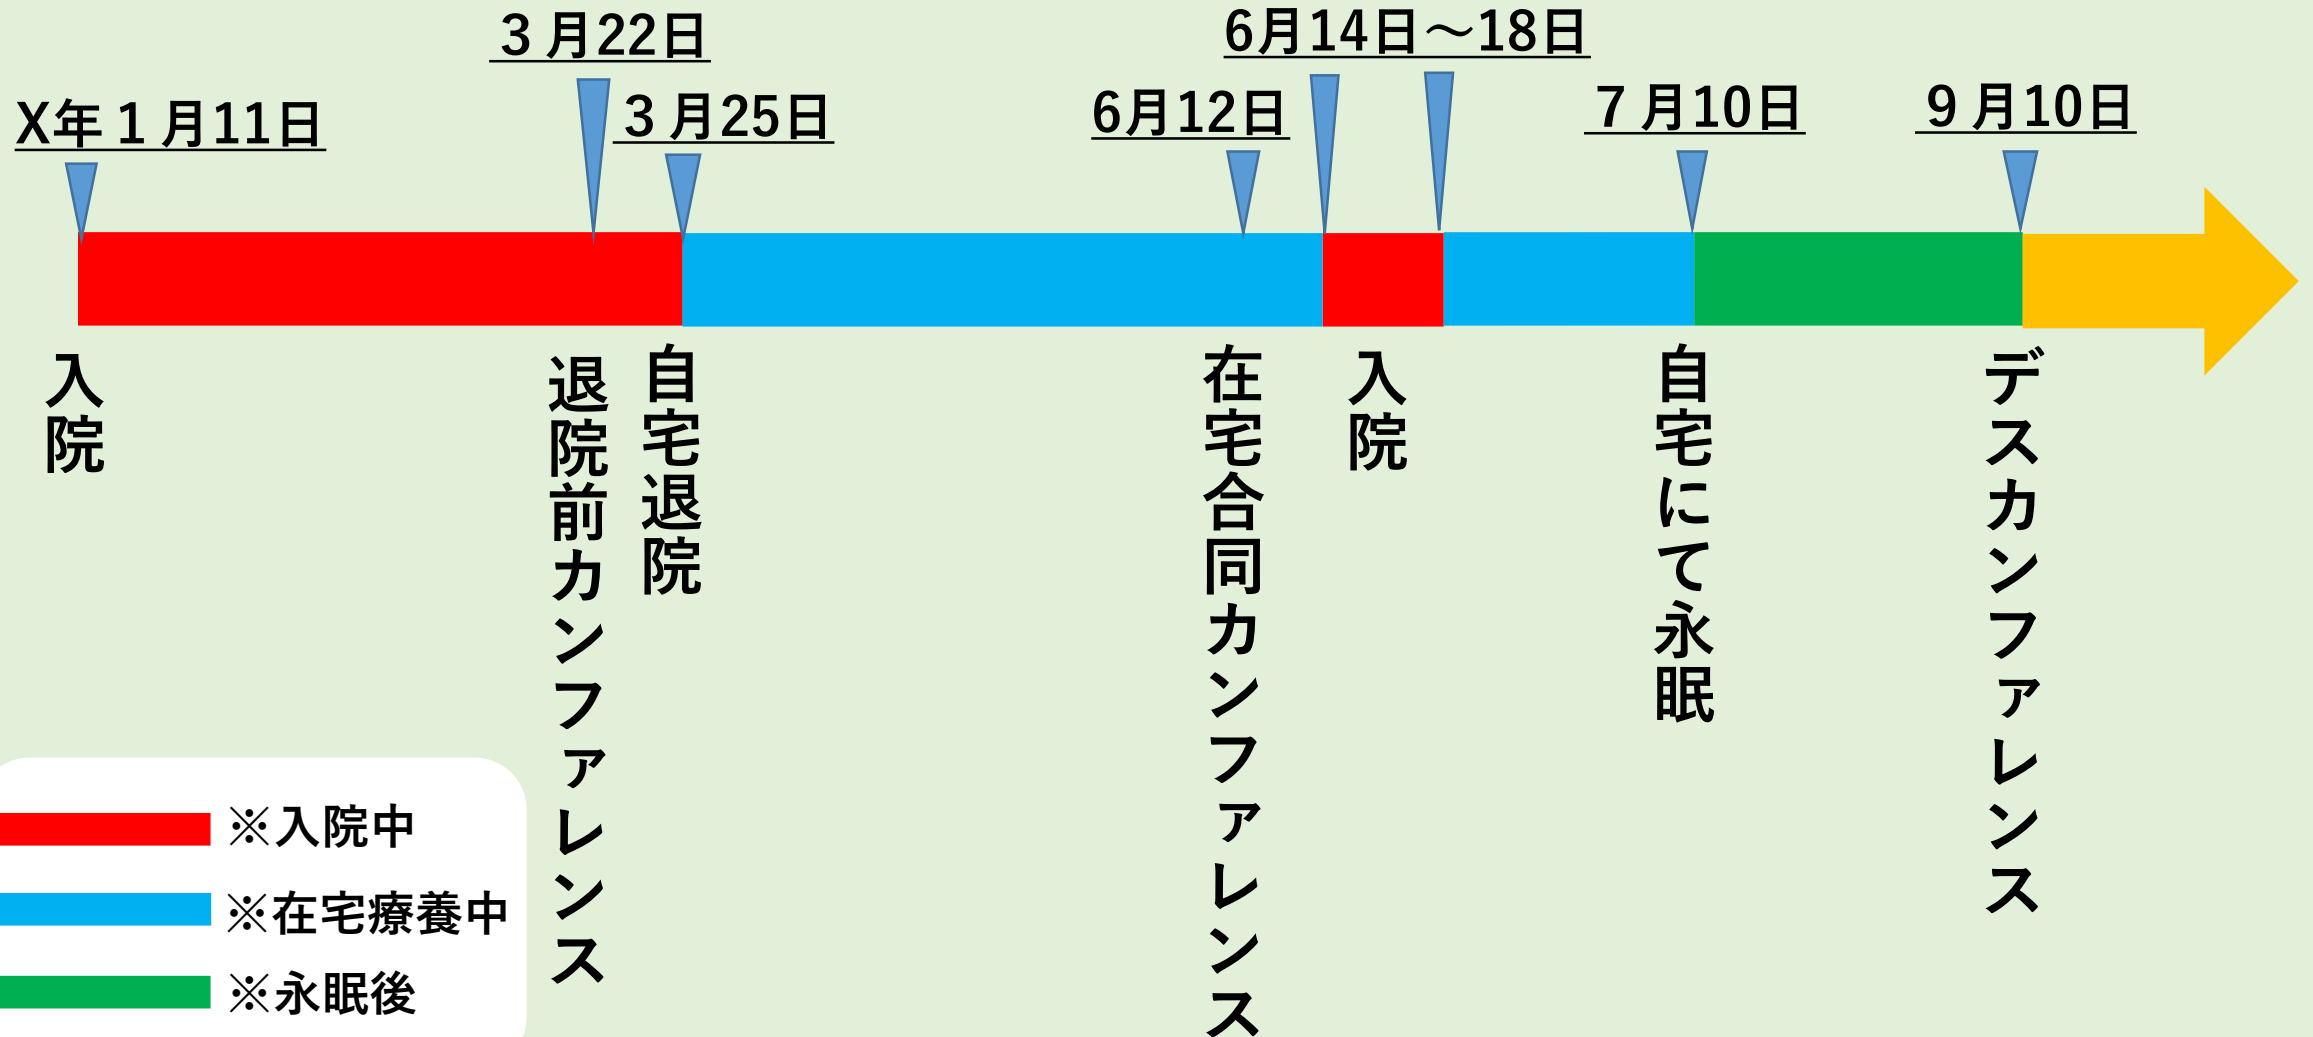 X年１月11日
３月22日
３月25日
6月12日
6月14日～18日
７月10日
９月10日
入院
退院前カンファレンス
自宅退院
在宅合同カンファレンス
入院
自宅にて永眠
デスカンファレンス
※入院中
※在宅療養中
※永眠後